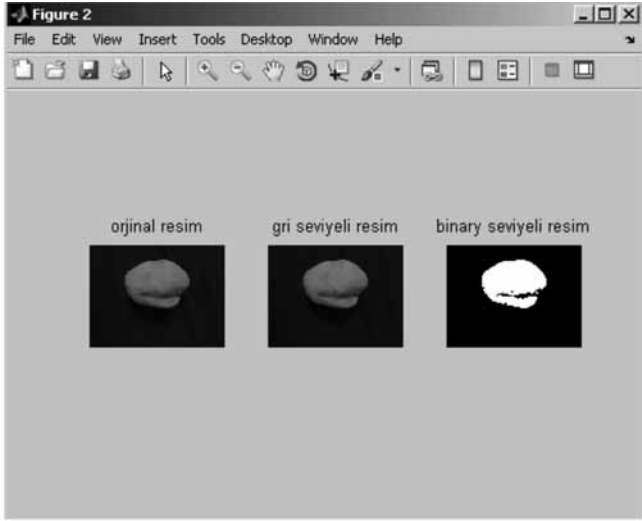 Figure 2
File Edit View Insert Tools Desktop Window Help
orjinal resim gri seviyeli resim binary seviyeli resim